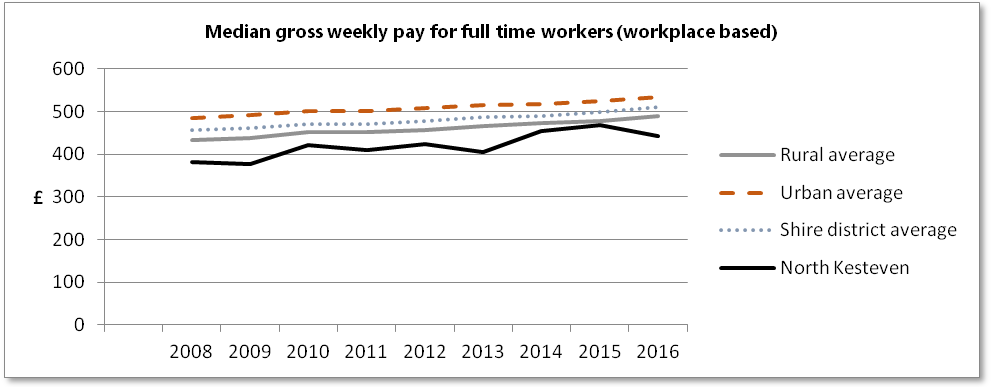 Median gross weekly pay for full time workers (workplace based)
600
500
400
300
200
100
0
£
2008 2009 2010 2011 2012 2013 2014 2015 2016
Rural average
Urban average
Shire district average
North Kesteven